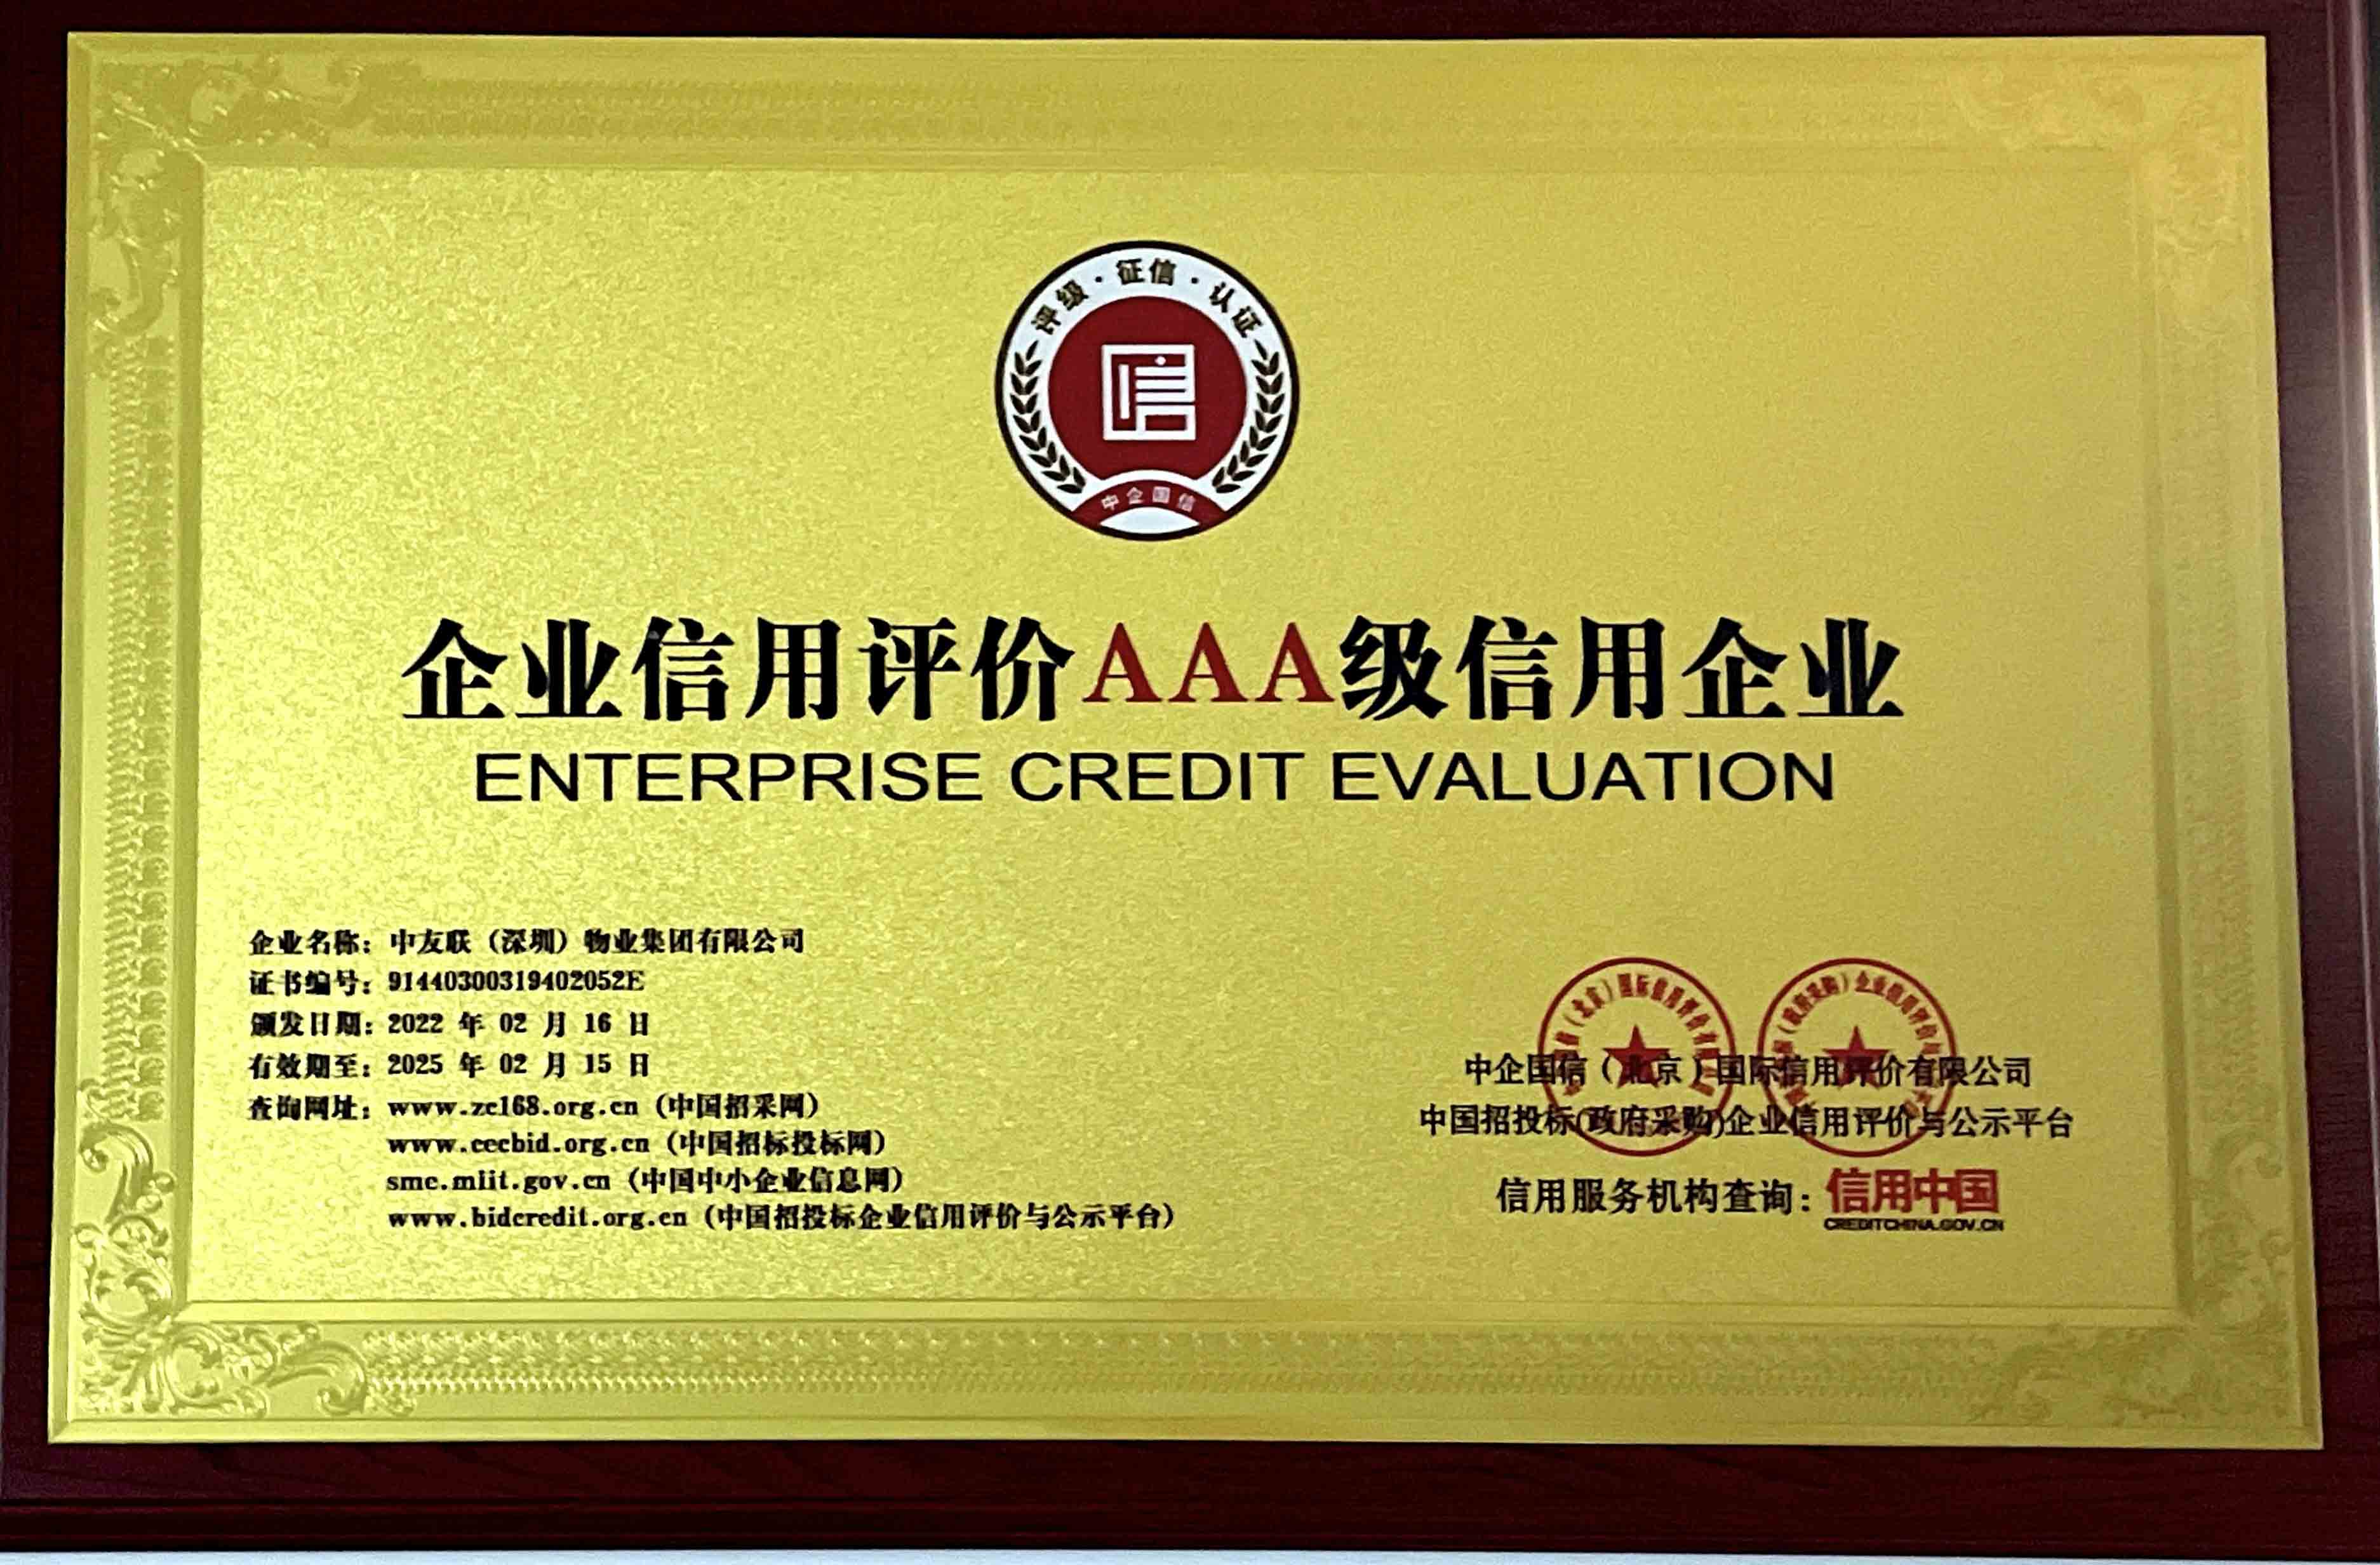 评级·征信·认证
信
中企国信
企业信用评价AAA级信用企业
ENTERPRISE CREDIT EVALUATION
企业名称：中友联（深圳）物业集团有限公司
证书编号：91440300319402052E
颁发日期：2022 年 02 月 16 日
有效期至：2025 年 02 月 15 日
查询网址：www.zc168.org.cn（中国招采网）
www.cecbid.org.cn（中国招标投标网）
sme.miit.gov.cn（中国中小企业信息网）
www.bidcredit.org.cn（中国招投标企业信用评价与公示平台）
中企国信（北京）国际信用评价有限公司
中国招投标(政府采购)企业信用评价与公示平台
信用服务机构查询：信用中国
CREDITCHINA.GOV.CN